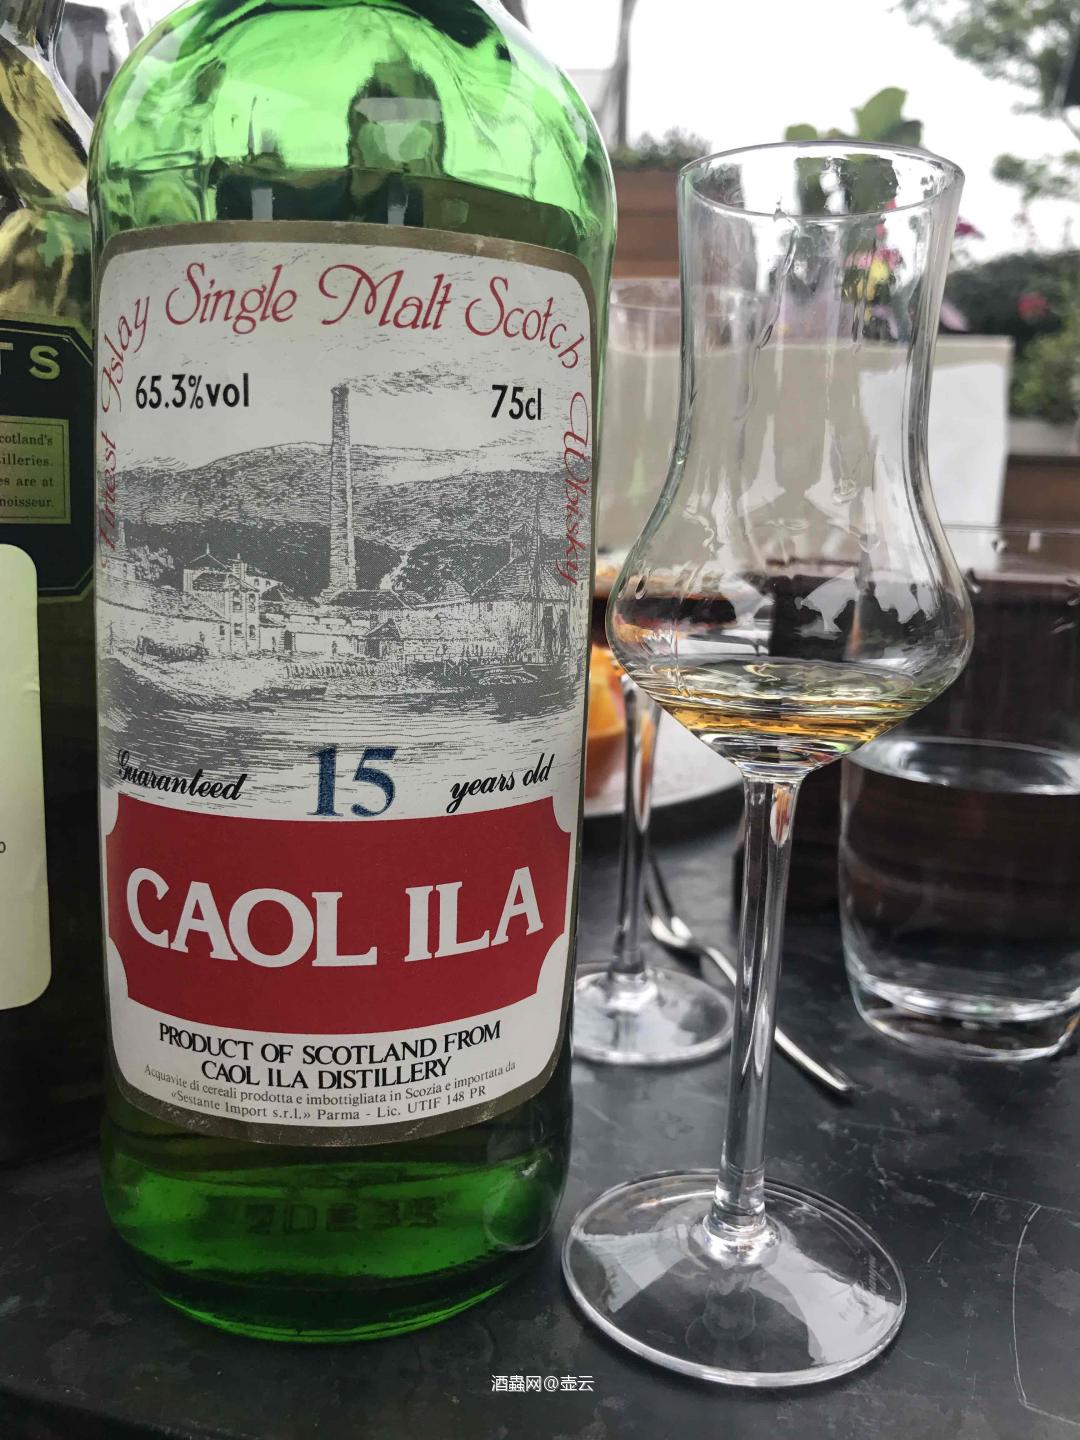 Finest Islay Single Malt Scotch Whisky
65.3%vol
75cl
Guaranteed 15 years old
CAOL ILA
PRODUCT OF SCOTLAND FROM
CAOL ILA DISTILLERY
Acquavite di cereali prodotta e imbottigliata in Scozia e importata da
«Sestante Import s.r.l.» Parma - Lic. UTIF 148 PR
TS
cotland's
illeries.
es are at
noisseur.
酒蟲网@壶云